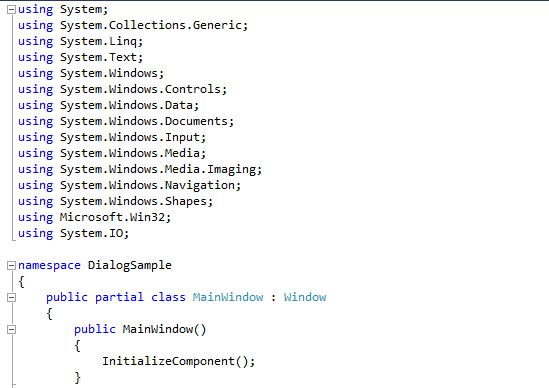 using System;
using System.Collections.Generic;
using System.Linq;
using System.Text;
using System.Windows;
using System.Windows.Controls;
using System.Windows.Data;
using System.Windows.Documents;
using System.Windows.Input;
using System.Windows.Media;
using System.Windows.Media.Imaging;
using System.Windows.Navigation;
using System.Windows.Shapes;
using Microsoft.Win32;
using System.IO;

namespace DialogSample
{
    public partial class MainWindow : Window
    {
        public MainWindow()
        {
            InitializeComponent();
        }